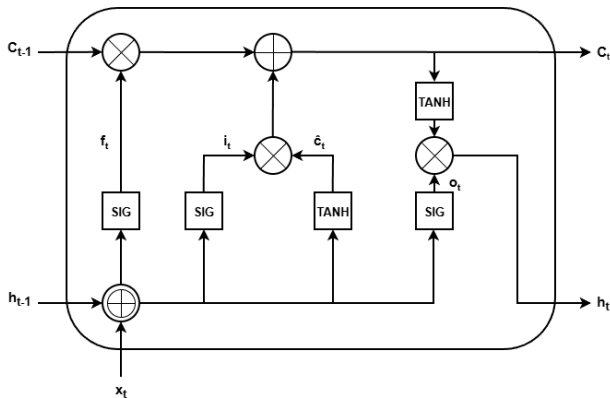 C_t-1
C_t
TANH
f_t
i_t
ĉ_t
o_t
SIG
SIG
TANH
SIG
h_t-1
h_t
x_t